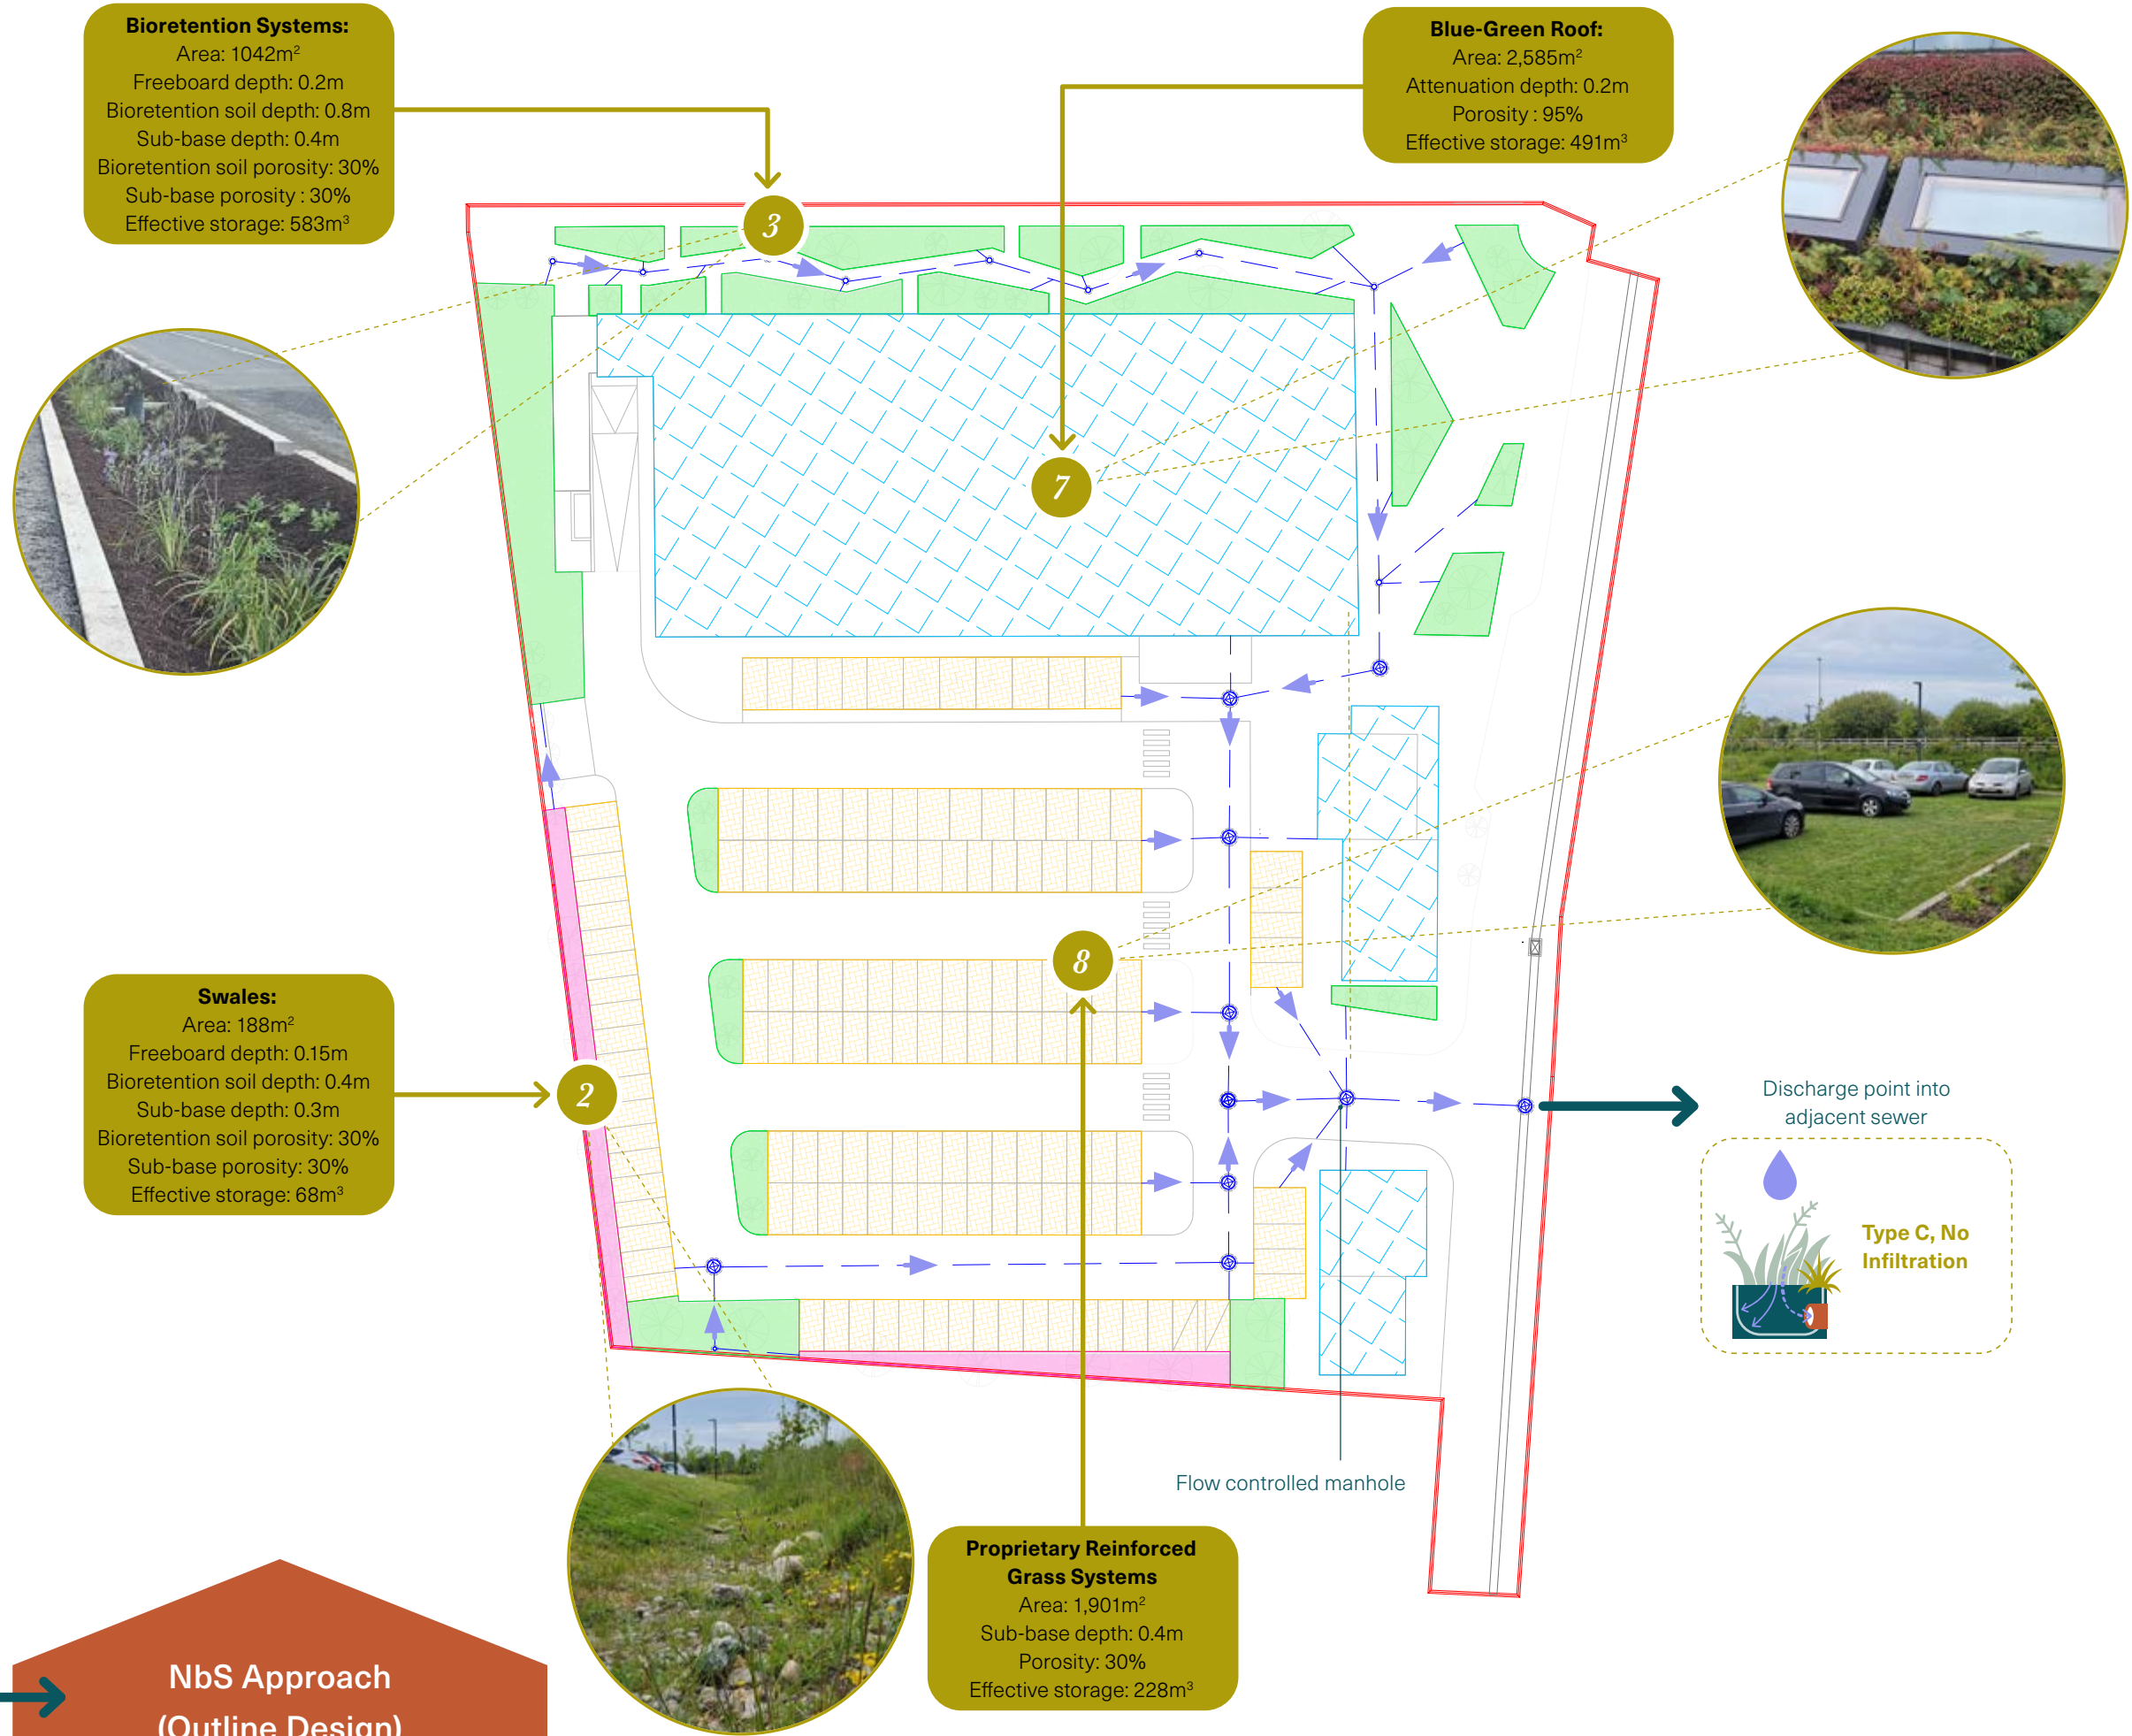 Bioretention Systems:
Area: 1042m²
Freeboard depth: 0.2m
Bioretention soil depth: 0.8m
Sub-base depth: 0.4m
Bioretention soil porosity: 30%
Sub-base porosity : 30%
Effective storage: 583m³
Blue-Green Roof:
Area: 2,585m²
Attenuation depth: 0.2m
Porosity : 95%
Effective storage: 491m³
3
7
8
2
Swales:
Area: 188m²
Freeboard depth: 0.15m
Bioretention soil depth: 0.4m
Sub-base depth: 0.3m
Bioretention soil porosity: 30%
Sub-base porosity: 30%
Effective storage: 68m³
Discharge point into
adjacent sewer
Type C, No
Infiltration
Flow controlled manhole
Proprietary Reinforced
Grass Systems
Area: 1,901m²
Sub-base depth: 0.4m
Porosity: 30%
Effective storage: 228m³
NbS Approach
(Outline Design)